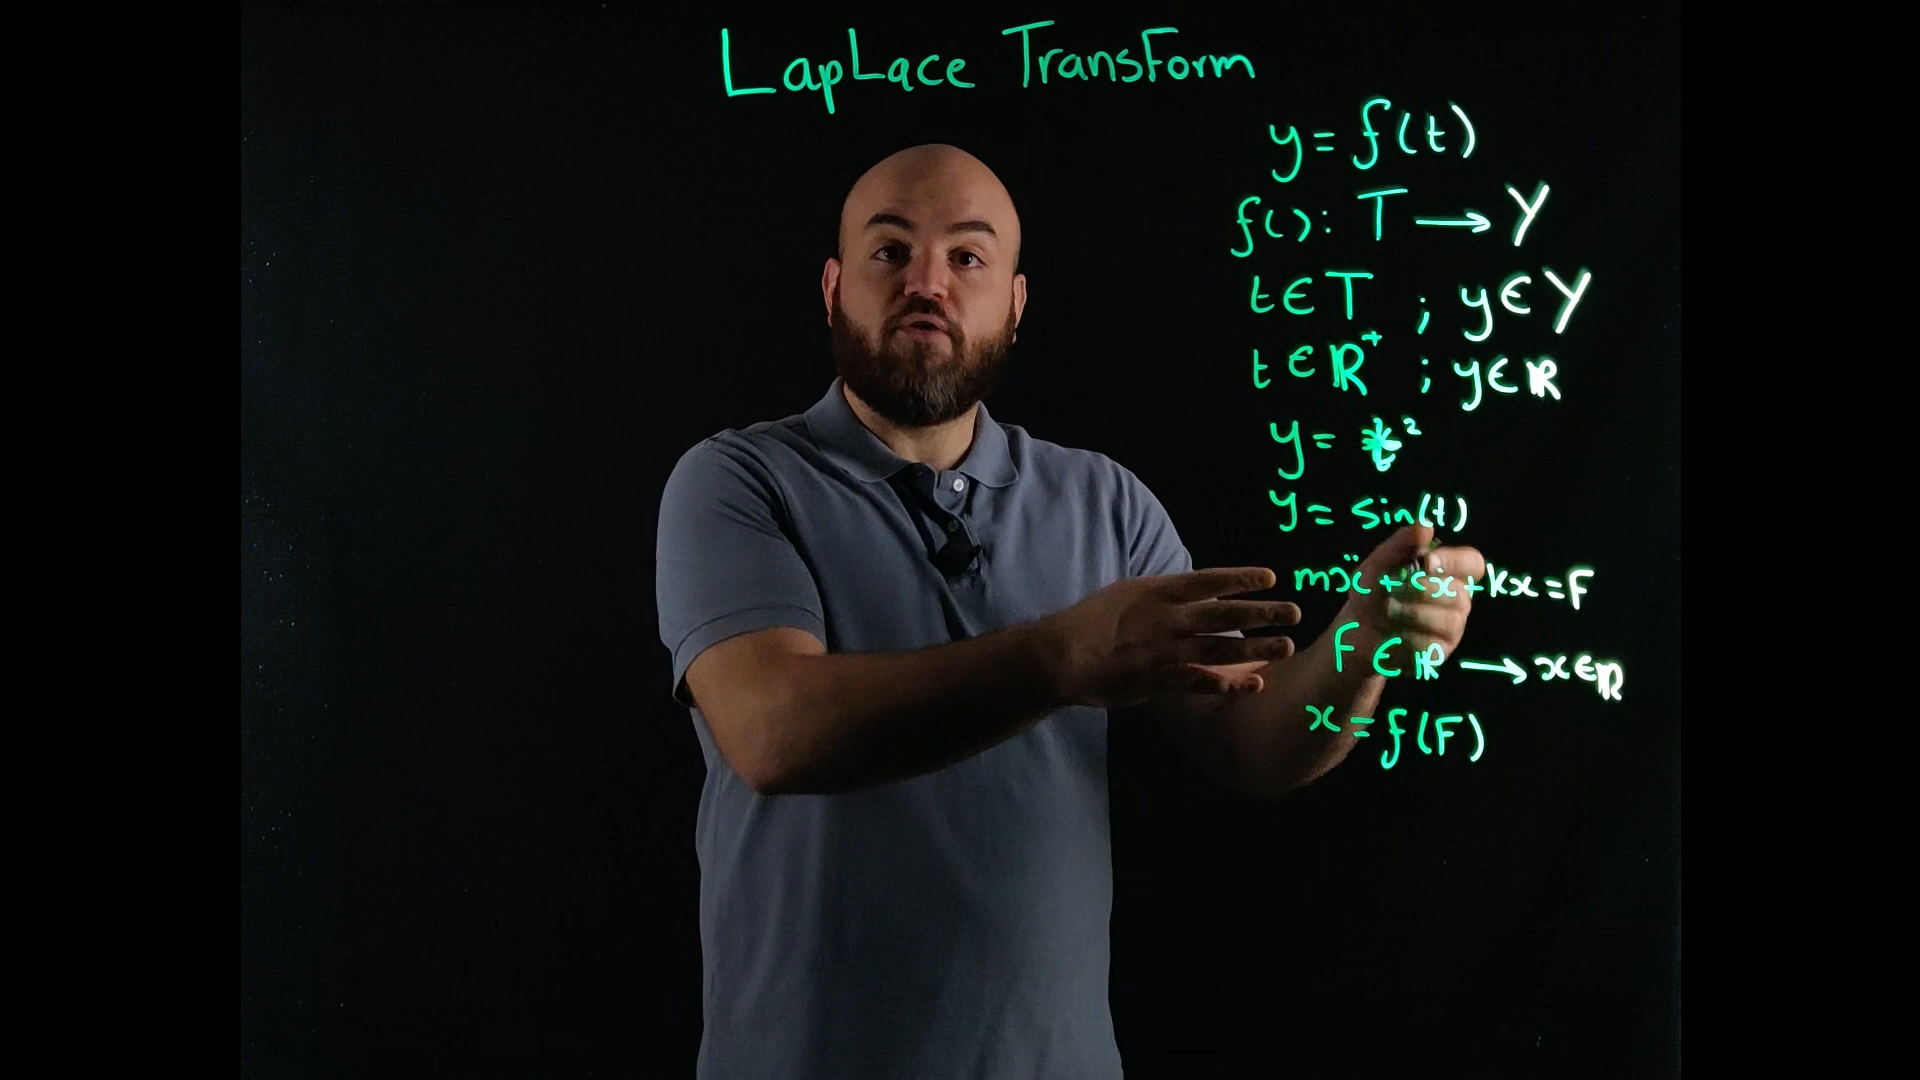 LapLace TransForm
y = f(t)
f(): T → Y
t ∈ T ; y ∈ Y
t ∈ ℝ⁺ ; y ∈ ℝ
y = t²
y = sin(t)
mẍ + cẋ + kx = F
F ∈ ℝ → x ∈ ℝ
x = f(F)